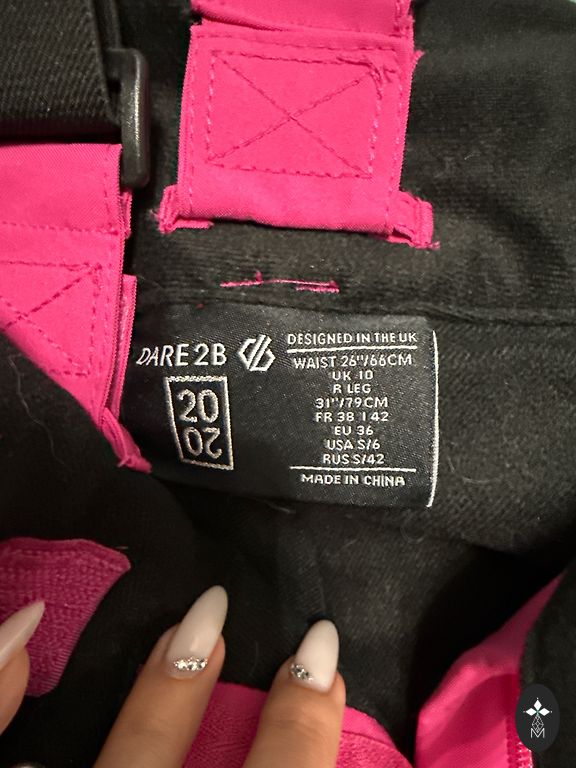 DARE 2B
20
20
DESIGNED IN THE UK
WAIST 26"/66CM
UK 10
R LEG
31"/79CM
FR 38 I 42
EU 36
USA S/6
RUS S/42
MADE IN CHINA
M